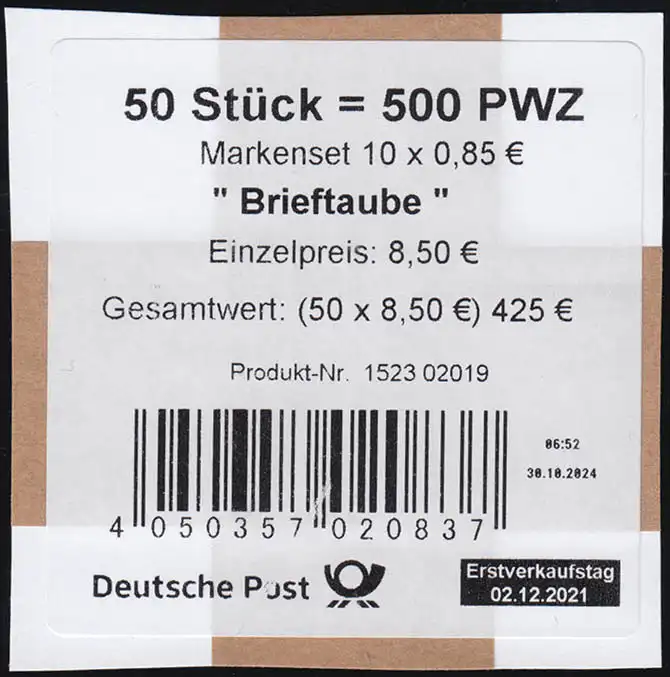 50 Stück = 500 PWZ
Markenset 10 x 0,85 €
" Brieftaube "
Einzelpreis: 8,50 €
Gesamtwert: (50 x 8,50 €) 425 €
Produkt-Nr. 1523 02019
06:52
30.10.2024
4 050357 020837
Deutsche Post
Erstverkaufstag
02.12.2021